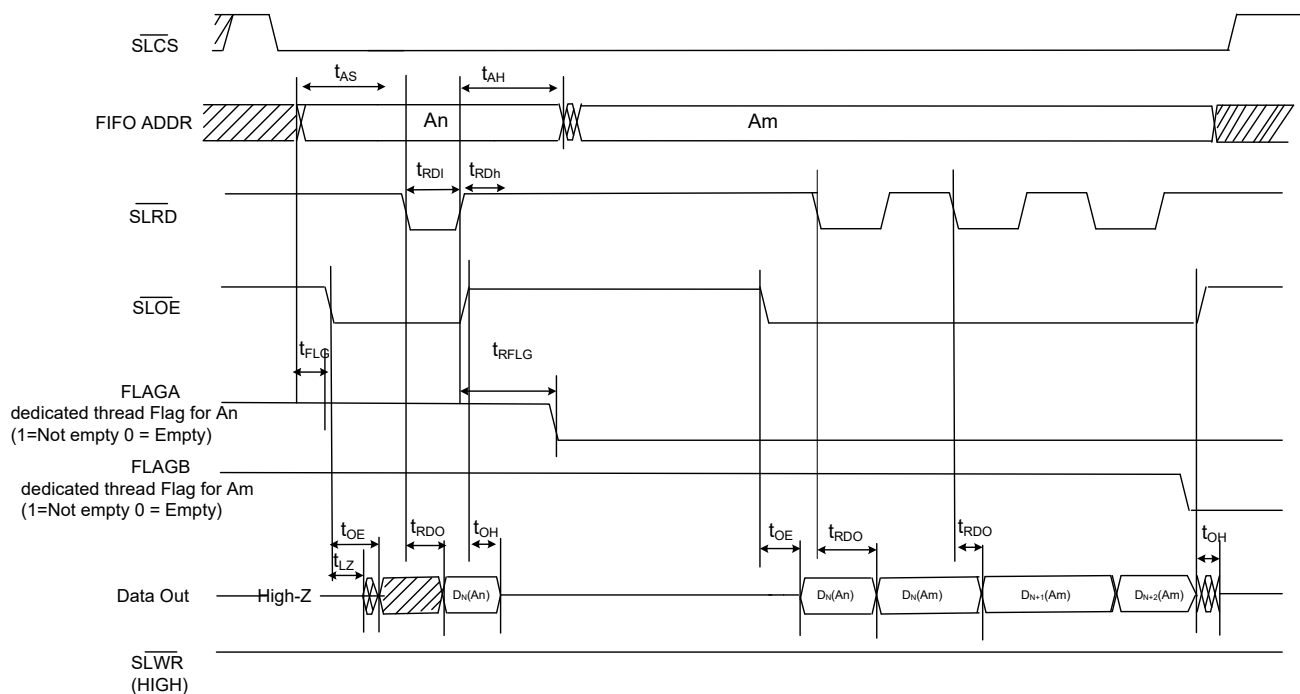 SLCS
tAS
tAH
FIFO ADDR
An
Am
tRDl
tRDh
SLRD
SLOE
tFLG
tRFLG
FLAGA
dedicated thread Flag for An
(1=Not empty 0 = Empty)
FLAGB
dedicated thread Flag for Am
(1=Not empty 0 = Empty)
tOE
tRDO
tOH
tOE
tRDO
tRDO
tOH
tLZ
Data Out
High-Z
DN(An)
DN(An)
DN(Am)
DN+1(Am)
DN+2(Am)
SLWR
(HIGH)